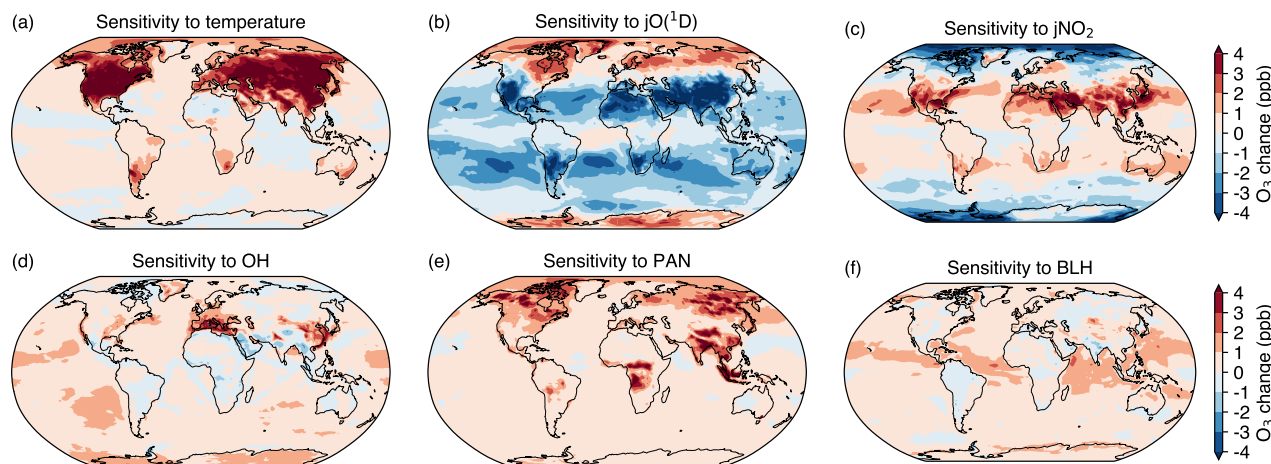 (a) Sensitivity to temperature
(b) Sensitivity to jO(¹D)
(c) Sensitivity to jNO₂
4
3
2
1
0
-1
-2
-3
-4
O₃ change (ppb)
(d) Sensitivity to OH
(e) Sensitivity to PAN
(f) Sensitivity to BLH
4
3
2
1
0
-1
-2
-3
-4
O₃ change (ppb)